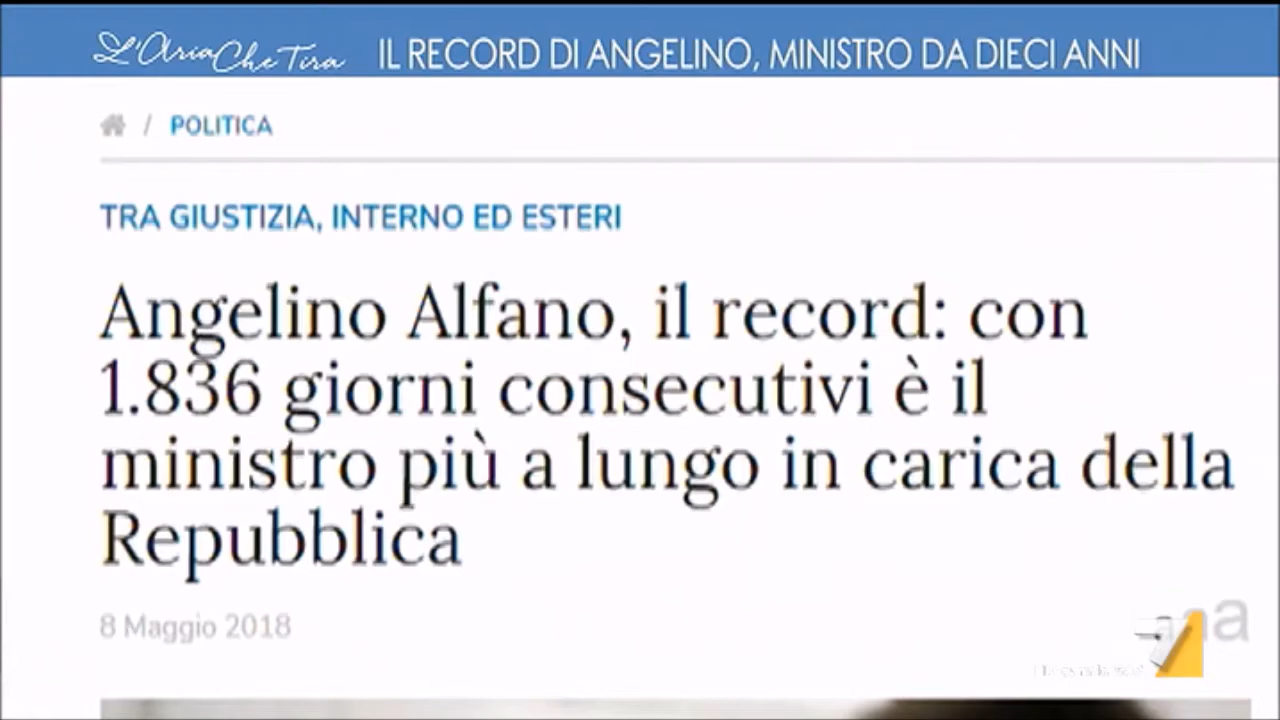 L'Aria Che Tira IL RECORD DI ANGELINO, MINISTRO DA DIECI ANNI
/ POLITICA
TRA GIUSTIZIA, INTERNO ED ESTERI
Angelino Alfano, il record: con
1.836 giorni consecutivi è il
ministro più a lungo in carica della
Repubblica
8 Maggio 2018
a
7